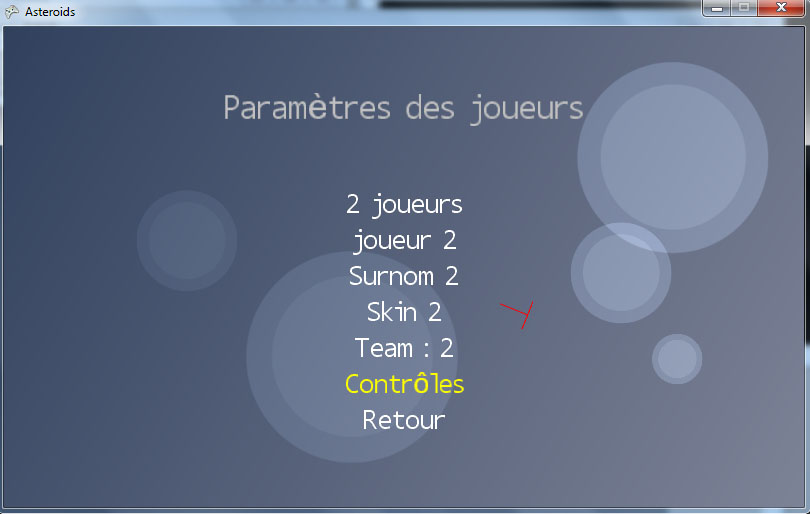 Asteroids
Paramètres des joueurs
2 joueurs
joueur 2
Surnom 2
Skin 2
Team : 2
Contrôles
Retour